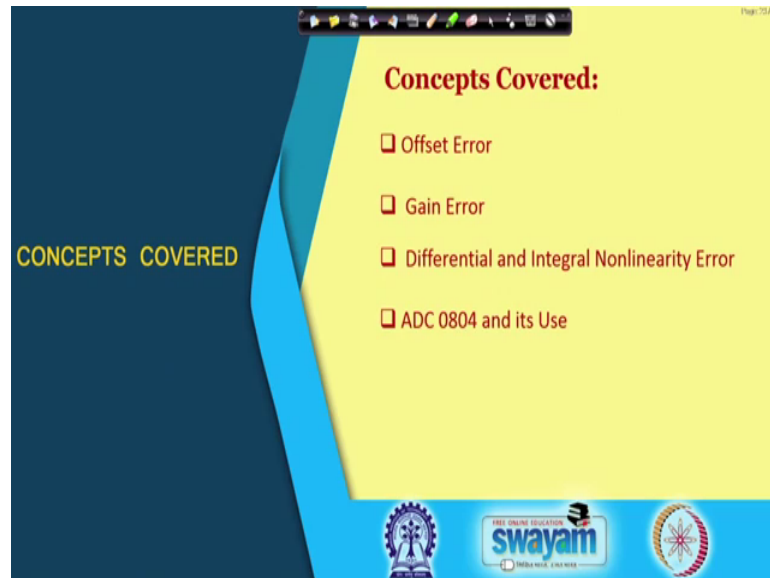 Concepts Covered:
Offset Error
Gain Error
CONCEPTS COVERED
Differential and Integral Nonlinearity Error
ADC 0804 and its Use
FREE ONLINE EDUCATION
swayam